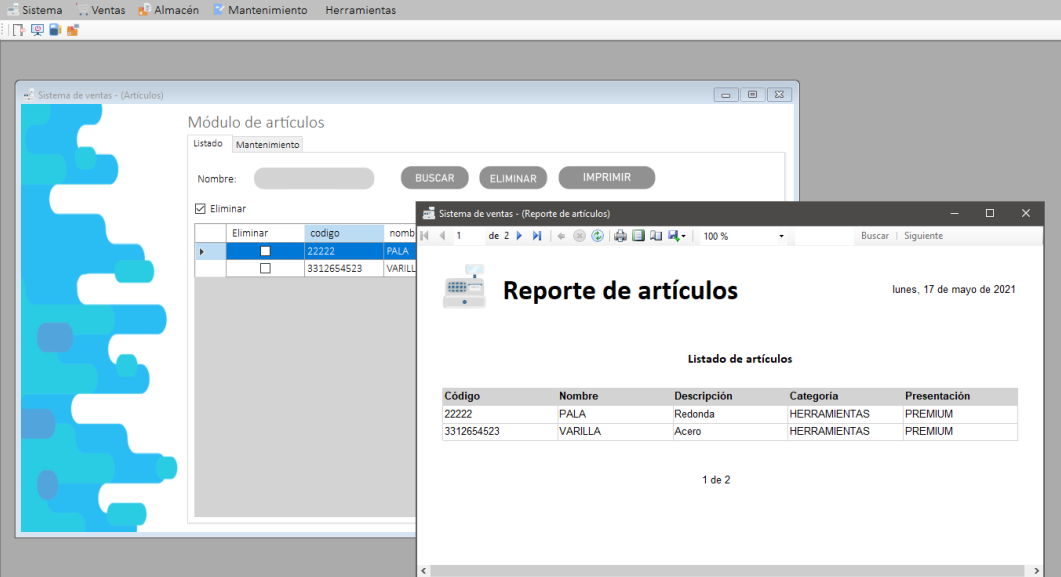 Sistema Ventas Almacén Mantenimiento Herramientas
Sistema de ventas - (Artículos)
Módulo de artículos
Listado Mantenimiento
Nombre: BUSCAR ELIMINAR IMPRIMIR
Eliminar
Eliminar codigo nomb
22222 PALA
3312654523 VARILL
Sistema de ventas - (Reporte de artículos)
1 de 2 100 % Buscar | Siguiente
Reporte de artículos
lunes, 17 de mayo de 2021
Listado de artículos
Código Nombre Descripción Categoría Presentación
22222 PALA Redonda HERRAMIENTAS PREMIUM
3312654523 VARILLA Acero HERRAMIENTAS PREMIUM
1 de 2